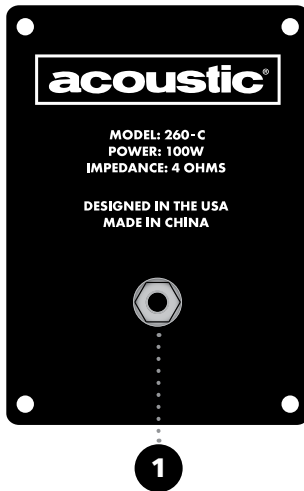 acoustic®
MODEL: 260-C
POWER: 100W
IMPEDANCE: 4 OHMS
DESIGNED IN THE USA
MADE IN CHINA
1